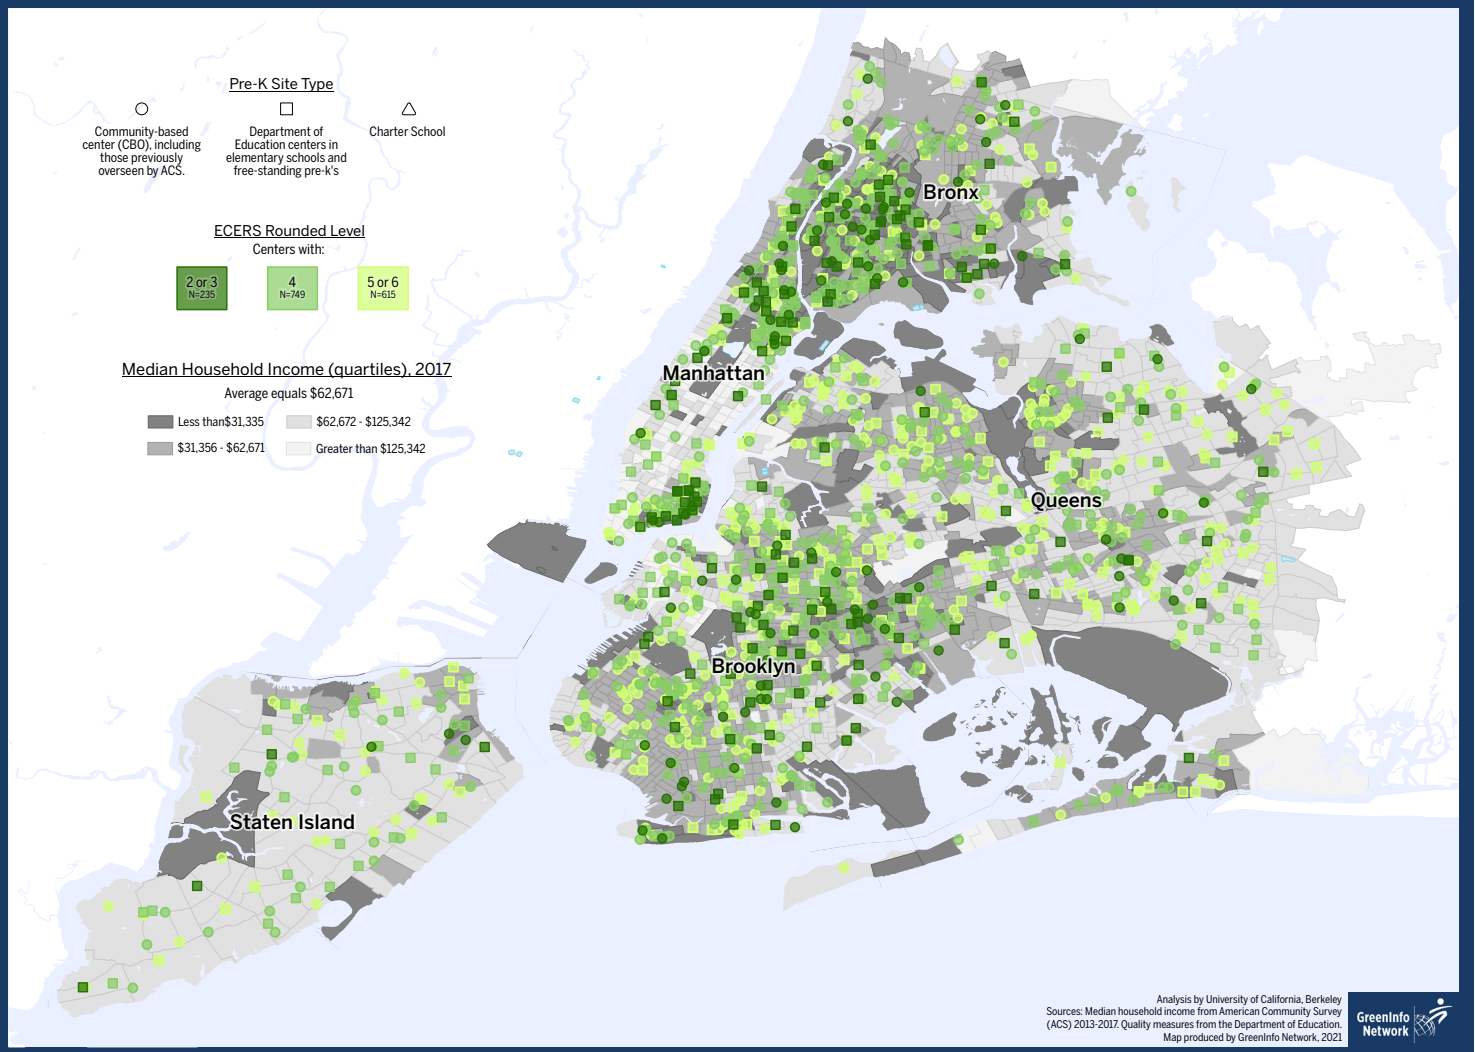 Pre-K Site Type
Community-based
center (CBO), including
those previously
overseen by ACS.
Department of
Education centers in
elementary schools and
free-standing pre-k's
Charter School
ECERS Rounded Level
Centers with:
2 or 3
N=235
4
N=749
5 or 6
N=615
Median Household Income (quartiles), 2017
Average equals $62,671
Less than$31,335
$62,672 - $125,342
$31,356 - $62,671
Greater than $125,342
Bronx
Manhattan
Queens
Brooklyn
Staten Island
Analysis by University of California, Berkeley
Sources: Median household income from American Community Survey
(ACS) 2013-2017. Quality measures from the Department of Education.
Map produced by GreenInfo Network, 2021
GreenInfo
Network